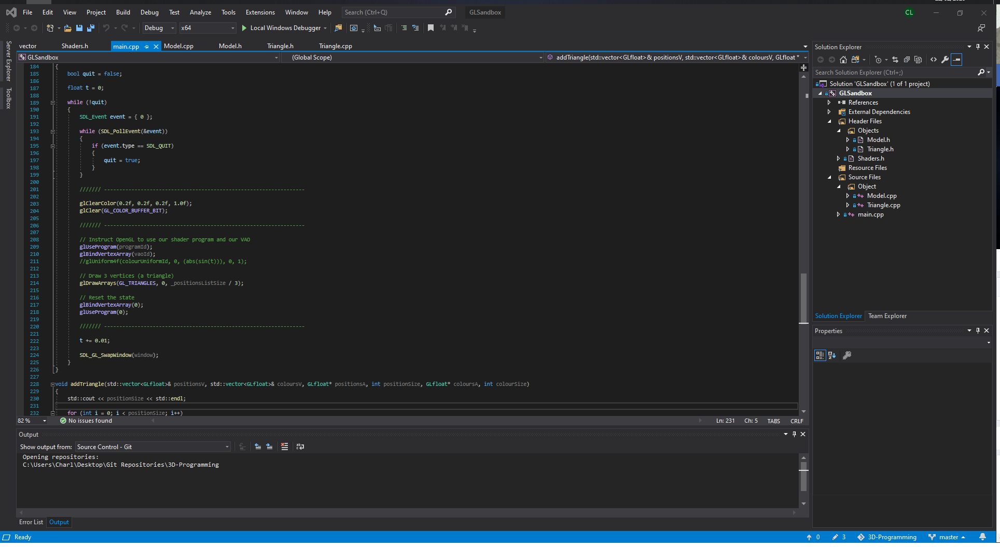 File Edit View Project Build Debug Test Analyze Tools Extensions Window Help Search (Ctrl+Q) GLSandbox CL
Debug x64 Local Windows Debugger
Server Explorer
Toolbox
vector Shaders.h main.cpp Model.cpp Model.h Triangle.h Triangle.cpp
GLSandbox (Global Scope) addTriangle(std::vector<GLfloat>& positionsV, std::vector<GLfloat>& coloursV, GLfloat *
184 {
185 bool quit = false;
186
187 float t = 0;
188
189 while (!quit)
190 {
191 SDL_Event event = { 0 };
192
193 while (SDL_PollEvent(&event))
194 {
195 if (event.type == SDL_QUIT)
196 {
197 quit = true;
198 }
199 }
200
201 /////// ------------------------------------------------------------------
202
203 glClearColor(0.2f, 0.2f, 0.2f, 1.0f);
204 glClear(GL_COLOR_BUFFER_BIT);
205
206 /////// ------------------------------------------------------------------
207
208 // Instruct OpenGL to use our shader program and our VAO
209 glUseProgram(programId);
210 glBindVertexArray(vaoId);
211 //glUniform4f(colourUniformId, 0, (abs(sin(t))), 0, 1);
212
213 // Draw 3 vertices (a triangle)
214 glDrawArrays(GL_TRIANGLES, 0, _positionsListSize / 3);
215
216 // Reset the state
217 glBindVertexArray(0);
218 glUseProgram(0);
219
220 /////// ------------------------------------------------------------------
221
222 t += 0.01;
223
224 SDL_GL_SwapWindow(window);
225 }
226 }
227
228 void addTriangle(std::vector<GLfloat>& positionsV, std::vector<GLfloat>& coloursV, GLfloat* positionsA, int positionSize, GLfloat* coloursA, int colourSize)
229 {
230 std::cout << positionSize << std::endl;
231
232 for (int i = 0; i < positionSize; i++)
82 % No issues found Ln: 231 Ch: 5 TABS CRLF
Output
Show output from: Source Control - Git
Opening repositories:
C:\Users\Charl\Desktop\Git Repositories\3D-Programming
Error List Output
Solution Explorer
Search Solution Explorer (Ctrl+;)
Solution 'GLSandbox' (1 of 1 project)
GLSandbox
References
External Dependencies
Header Files
Objects
Model.h
Triangle.h
Shaders.h
Resource Files
Source Files
Object
Model.cpp
Triangle.cpp
main.cpp
Solution Explorer Team Explorer
Properties
Ready 0 3 3D-Programming master